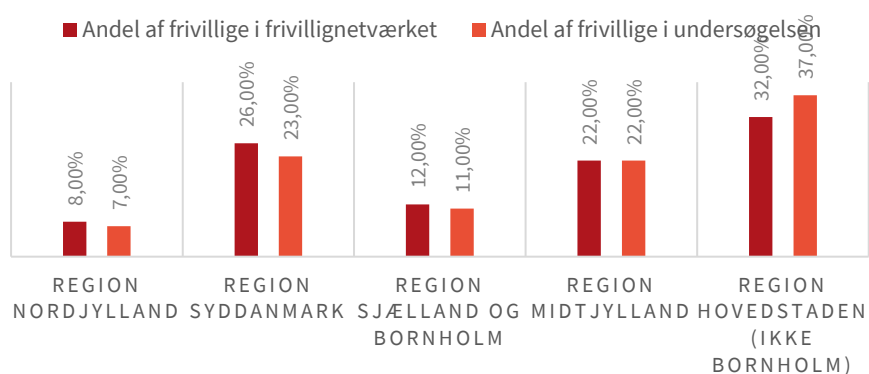 Andel af frivillige i frivillignetværket Andel af frivillige i undersøgelsen
8,00% 7,00% 26,00% 23,00% 12,00% 11,00% 22,00% 22,00% 32,00% 37,00%
REGION NORDJYLLAND
REGION SYDDANMARK
REGION SJÆLLAND OG BORNHOLM
REGION MIDTJYLLAND
REGION HOVEDSTADEN (IKKE BORNHOLM)